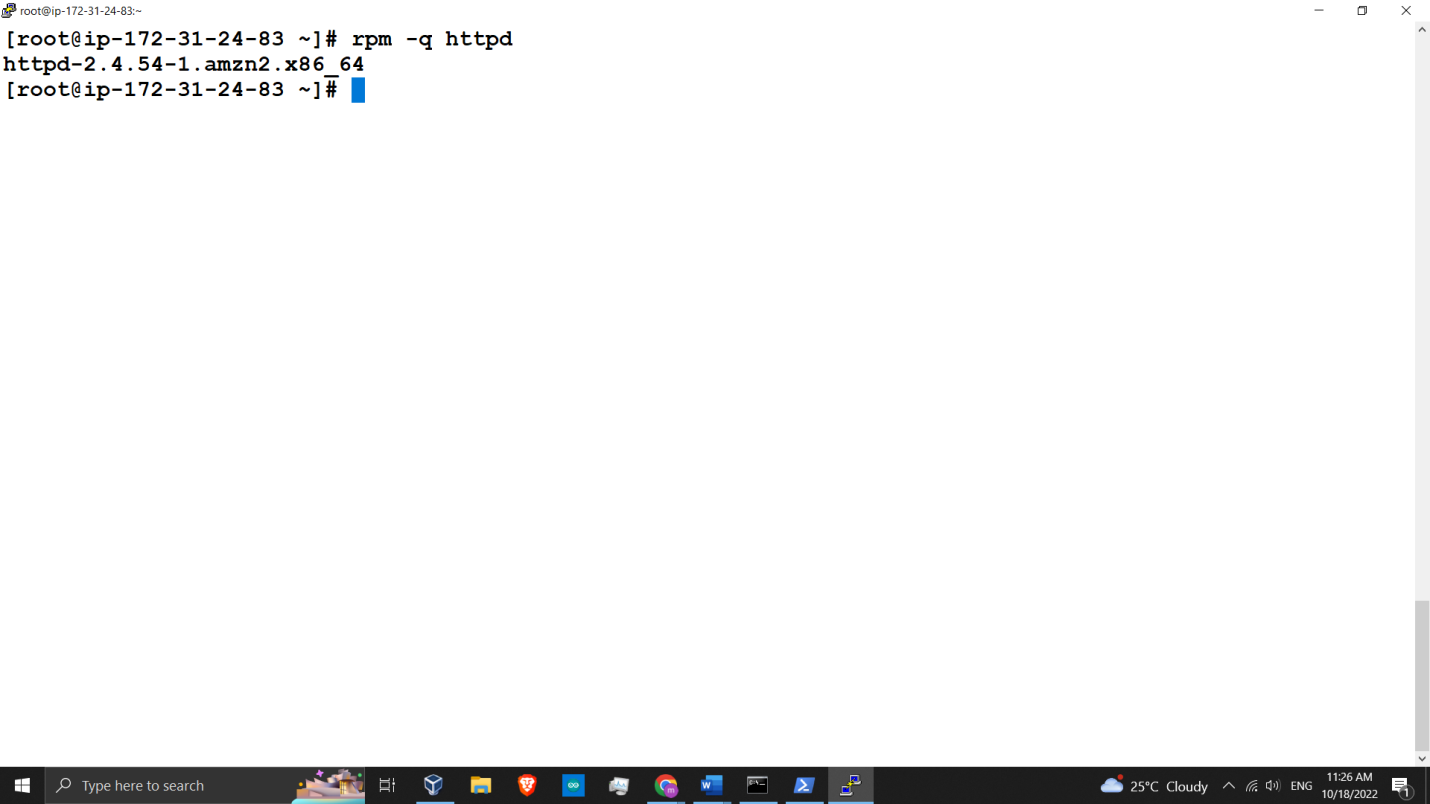 root@ip-172-31-24-83:~
[root@ip-172-31-24-83 ~]# rpm -q httpd
httpd-2.4.54-1.amzn2.x86_64
[root@ip-172-31-24-83 ~]#
Type here to search
25°C Cloudy
ENG
11:26 AM
10/18/2022
1